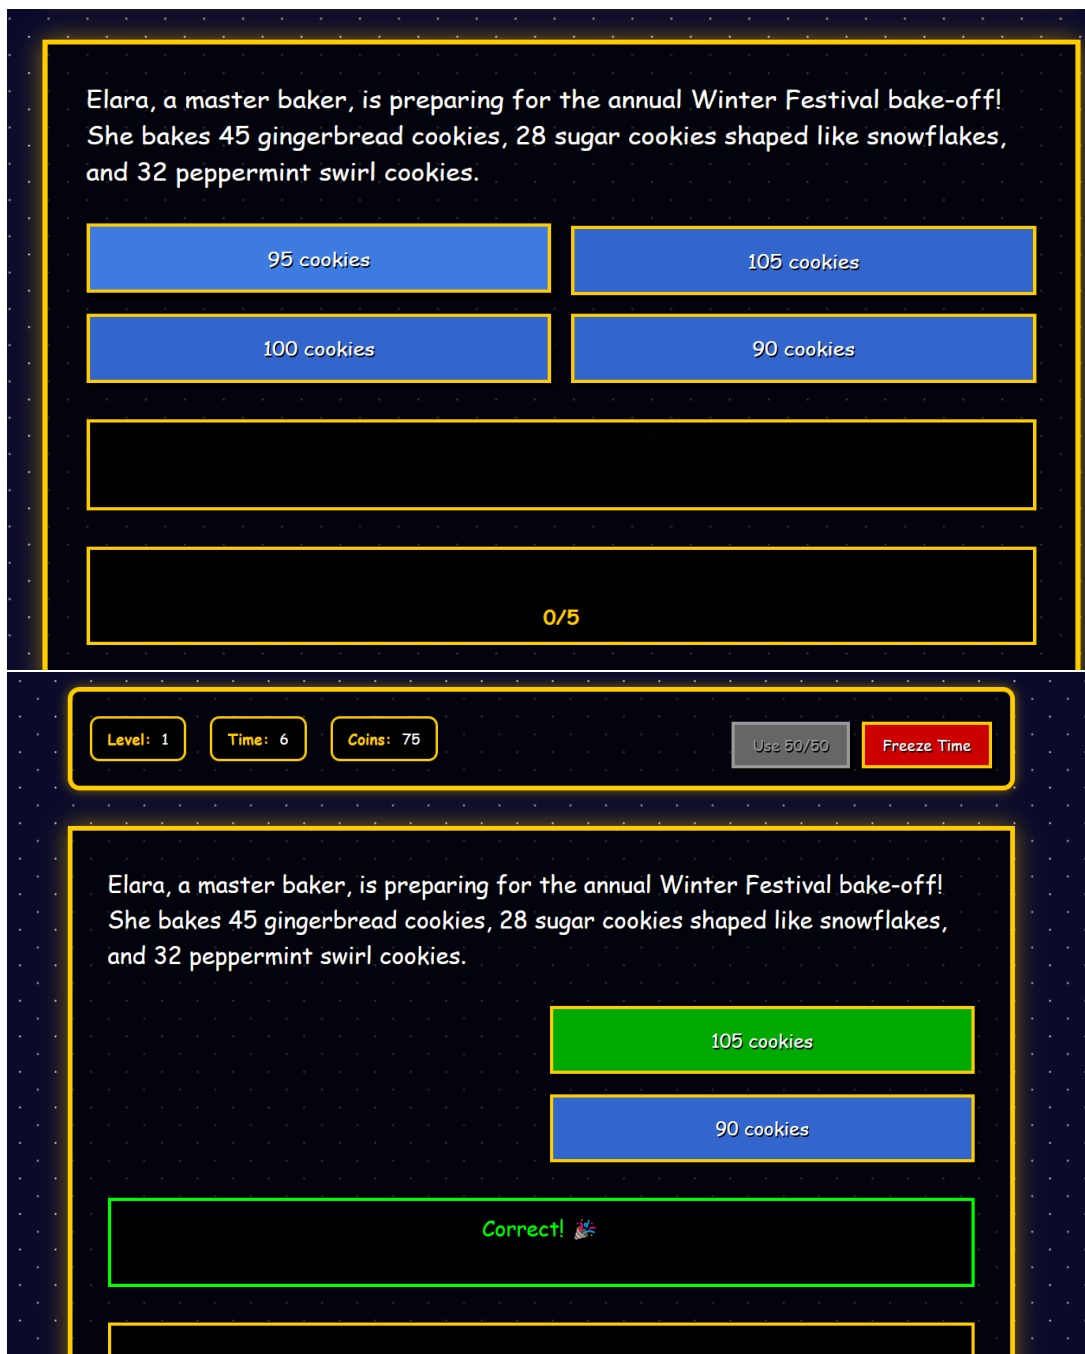 Elara, a master baker, is preparing for the annual Winter Festival bake-off!
She bakes 45 gingerbread cookies, 28 sugar cookies shaped like snowflakes,
and 32 peppermint swirl cookies.
95 cookies
105 cookies
100 cookies
90 cookies
0/5
Level: 1
Time: 6
Coins: 75
Use 50/50
Freeze Time
Elara, a master baker, is preparing for the annual Winter Festival bake-off!
She bakes 45 gingerbread cookies, 28 sugar cookies shaped like snowflakes,
and 32 peppermint swirl cookies.
105 cookies
90 cookies
Correct! 🎉